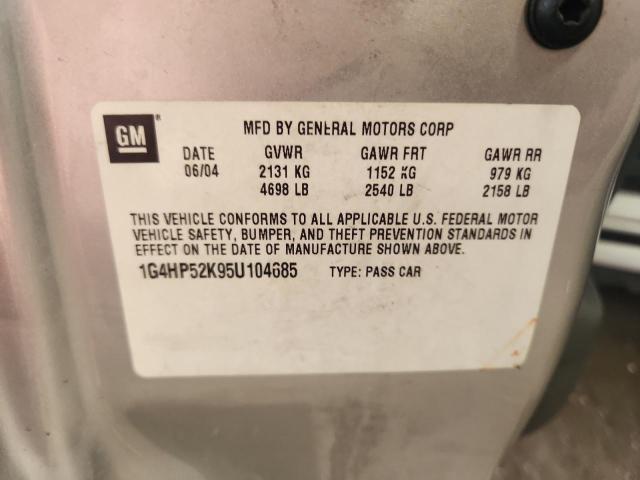 GM
MFD BY GENERAL MOTORS CORP
DATE GVWR GAWR FRT GAWR RR
06/04 2131 KG 1152 KG 979 KG
4698 LB 2540 LB 2158 LB
THIS VEHICLE CONFORMS TO ALL APPLICABLE U.S. FEDERAL MOTOR
VEHICLE SAFETY, BUMPER, AND THEFT PREVENTION STANDARDS IN
EFFECT ON THE DATE OF MANUFACTURE SHOWN ABOVE.
1G4HP52K95U104685 TYPE: PASS CAR